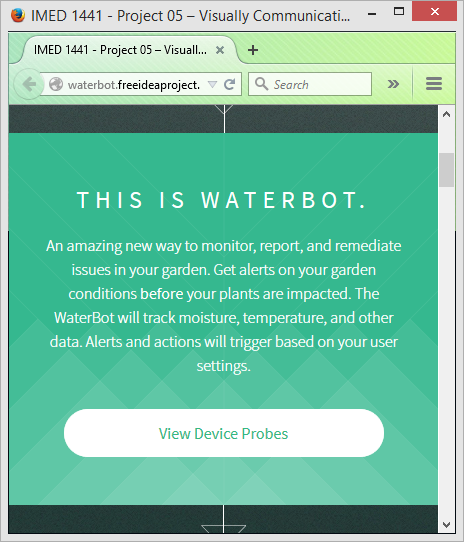 IMED 1441 - Project 05 – Visually Communicati...
IMED 1441 - Project 05 – Visuall...
waterbot.freeideaproject.
Search
THIS IS WATERBOT.
An amazing new way to monitor, report, and remediate
issues in your garden. Get alerts on your garden
conditions before your plants are impacted. The
WaterBot will track moisture, temperature, and other
data. Alerts and actions will trigger based on your user
settings.
View Device Probes